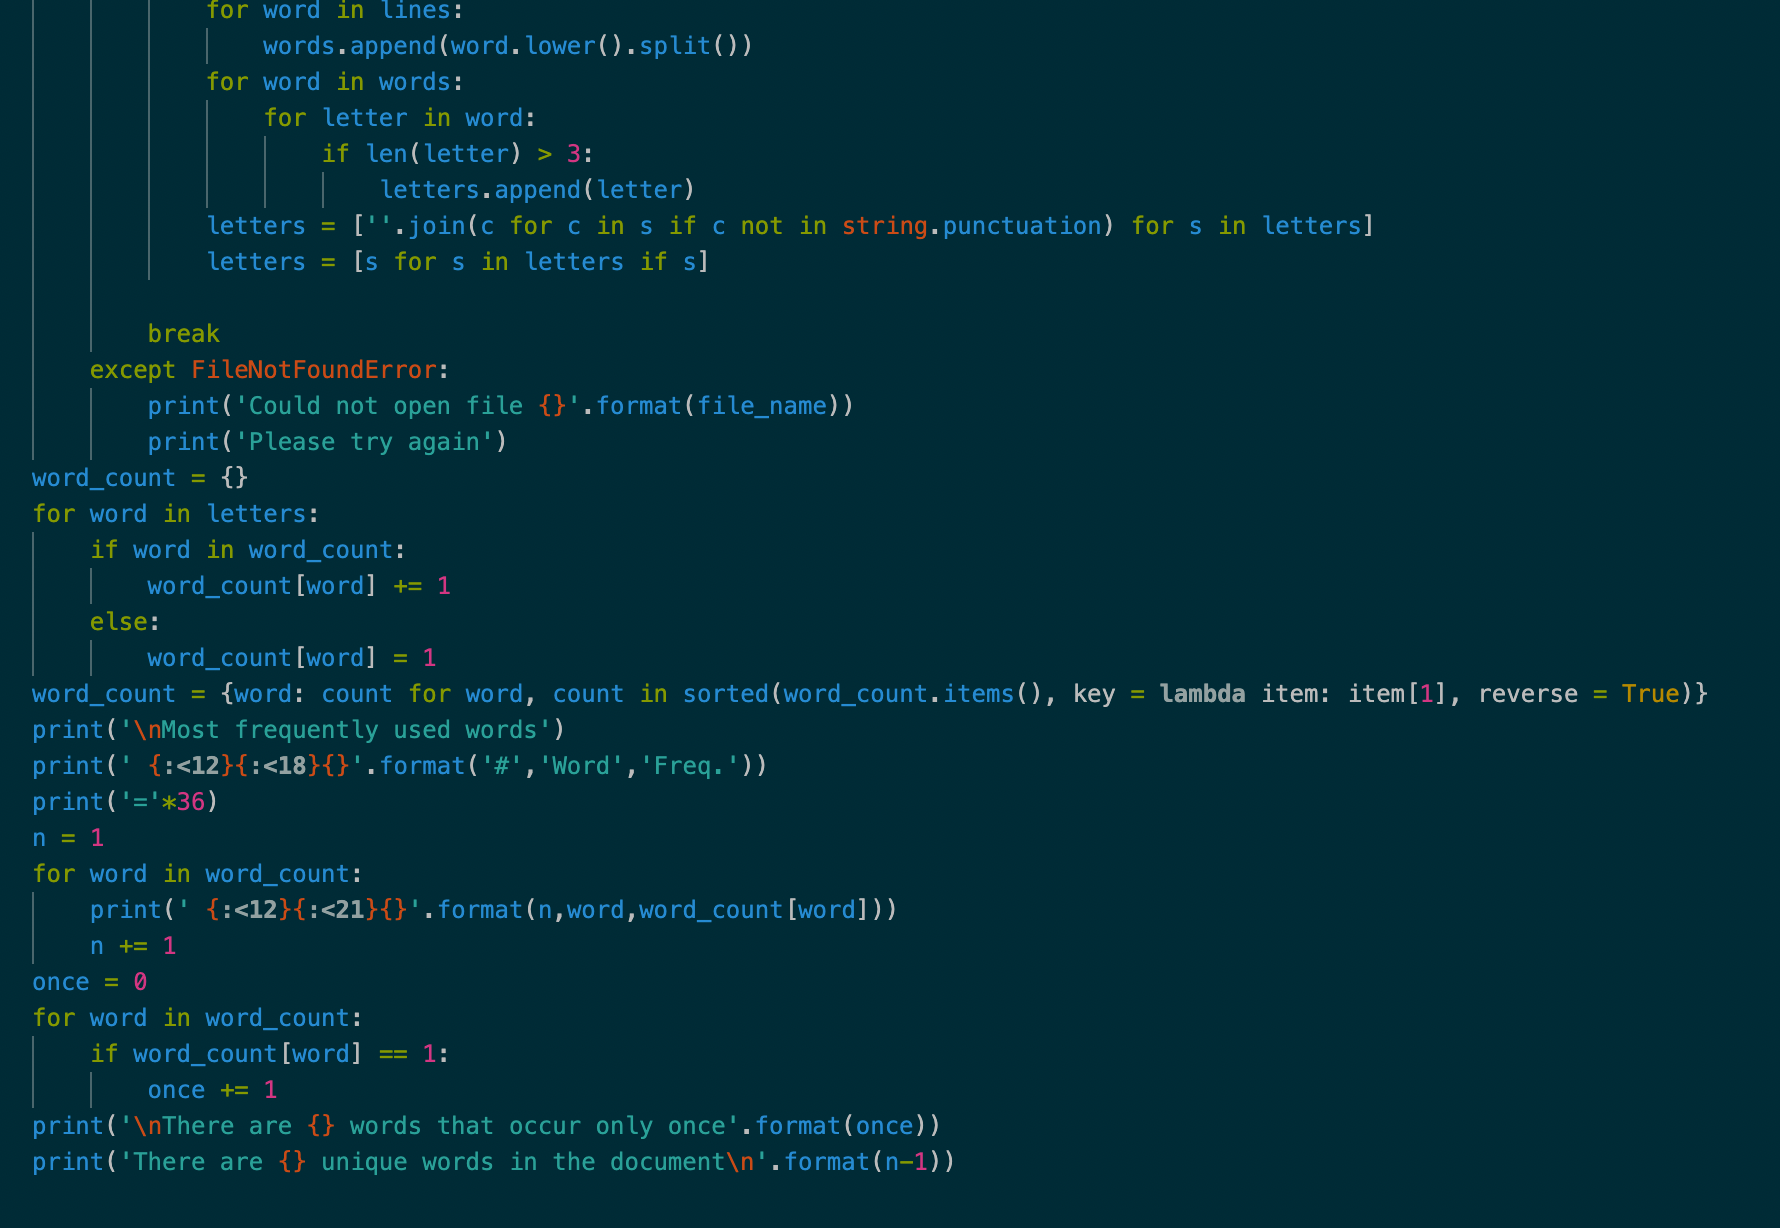 for word in lines:
words.append(word.lower().split())
for word in words:
for letter in word:
if len(letter) > 3:
letters.append(letter)
letters = [''.join(c for c in s if c not in string.punctuation) for s in letters]
letters = [s for s in letters if s]
break
except FileNotFoundError:
print('Could not open file {}'.format(file_name))
print('Please try again')
word_count = {}
for word in letters:
if word in word_count:
word_count[word] += 1
else:
word_count[word] = 1
word_count = {word: count for word, count in sorted(word_count.items(), key = lambda item: item[1], reverse = True)}
print('\nMost frequently used words')
print(' {:<12}{:<18}{}'.format('#','Word','Freq.'))
print('='*36)
n = 1
for word in word_count:
print(' {:<12}{:<21}{}'.format(n,word,word_count[word]))
n += 1
once = 0
for word in word_count:
if word_count[word] == 1:
once += 1
print('\nThere are {} words that occur only once'.format(once))
print('There are {} unique words in the document\n'.format(n-1))